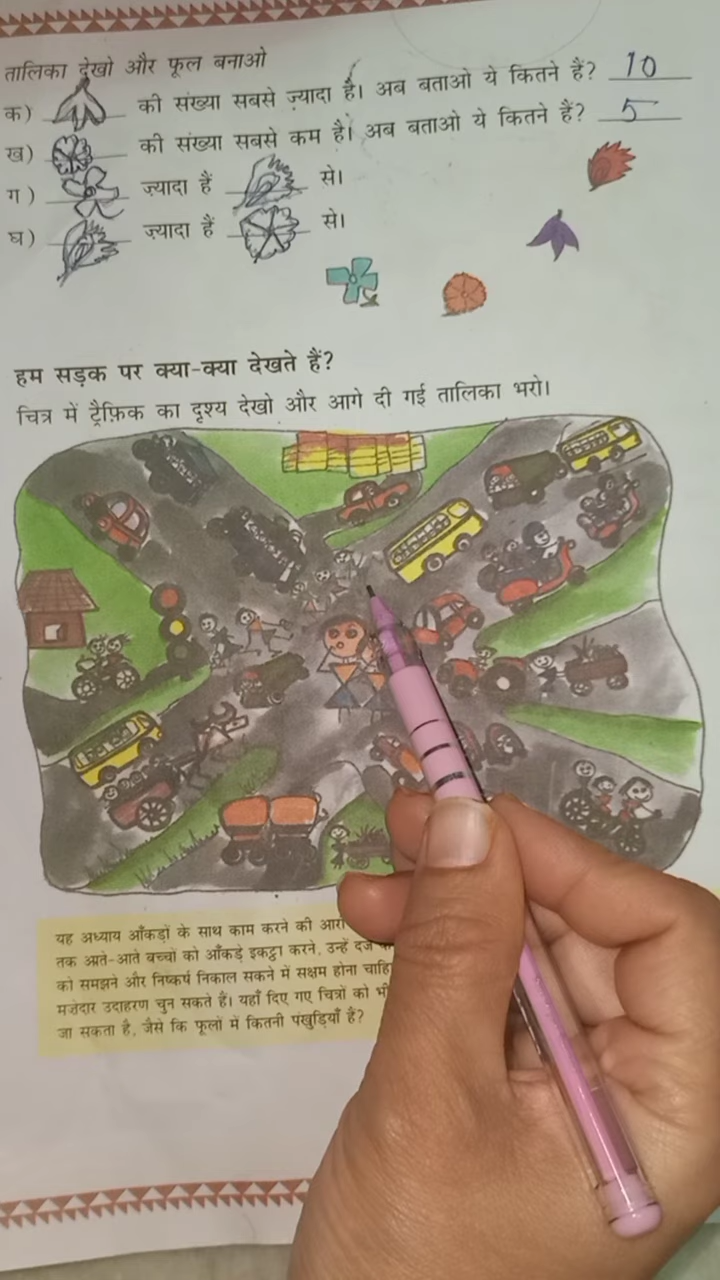 तालिका देखो और फूल बनाओ
क) की संख्या सबसे ज़्यादा है। अब बताओ ये कितने हैं? 10
ख) की संख्या सबसे कम है। अब बताओ ये कितने हैं? 5
ग) ज़्यादा हैं से।
घ) ज़्यादा हैं से।
हम सड़क पर क्या-क्या देखते हैं?
चित्र में ट्रैफ़िक का दृश्य देखो और आगे दी गई तालिका भरो।
यह अध्याय आँकड़ों के साथ काम करने की
तक आते-आते बच्चों को आँकड़े इकट्ठा करने, उन्हें दर्ज
को समझने और निष्कर्ष निकाल सकने में सक्षम होना
मज़ेदार उदाहरण चुन सकते हैं। यहाँ दिए गए चित्रों को भी
जा सकता है, जैसे कि फूलों में कितनी पंखुड़ियाँ हैं?